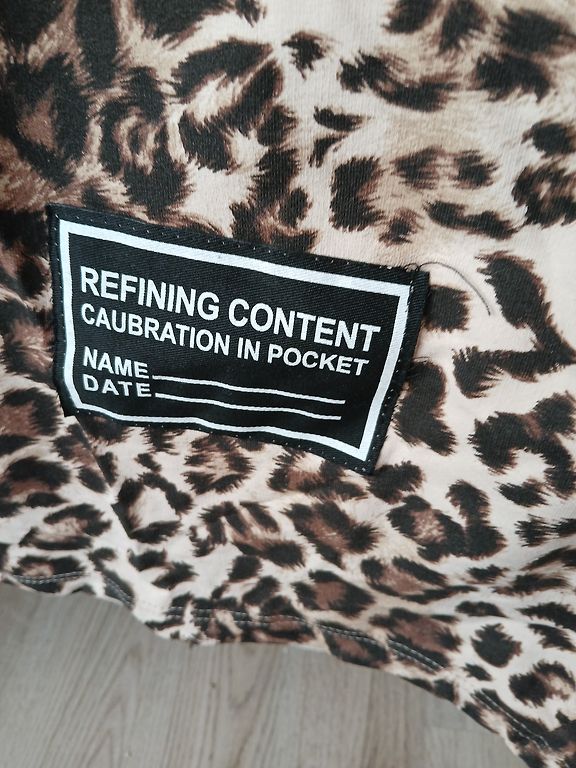 REFINING CONTENT
CAUBRATION IN POCKET
NAME
DATE